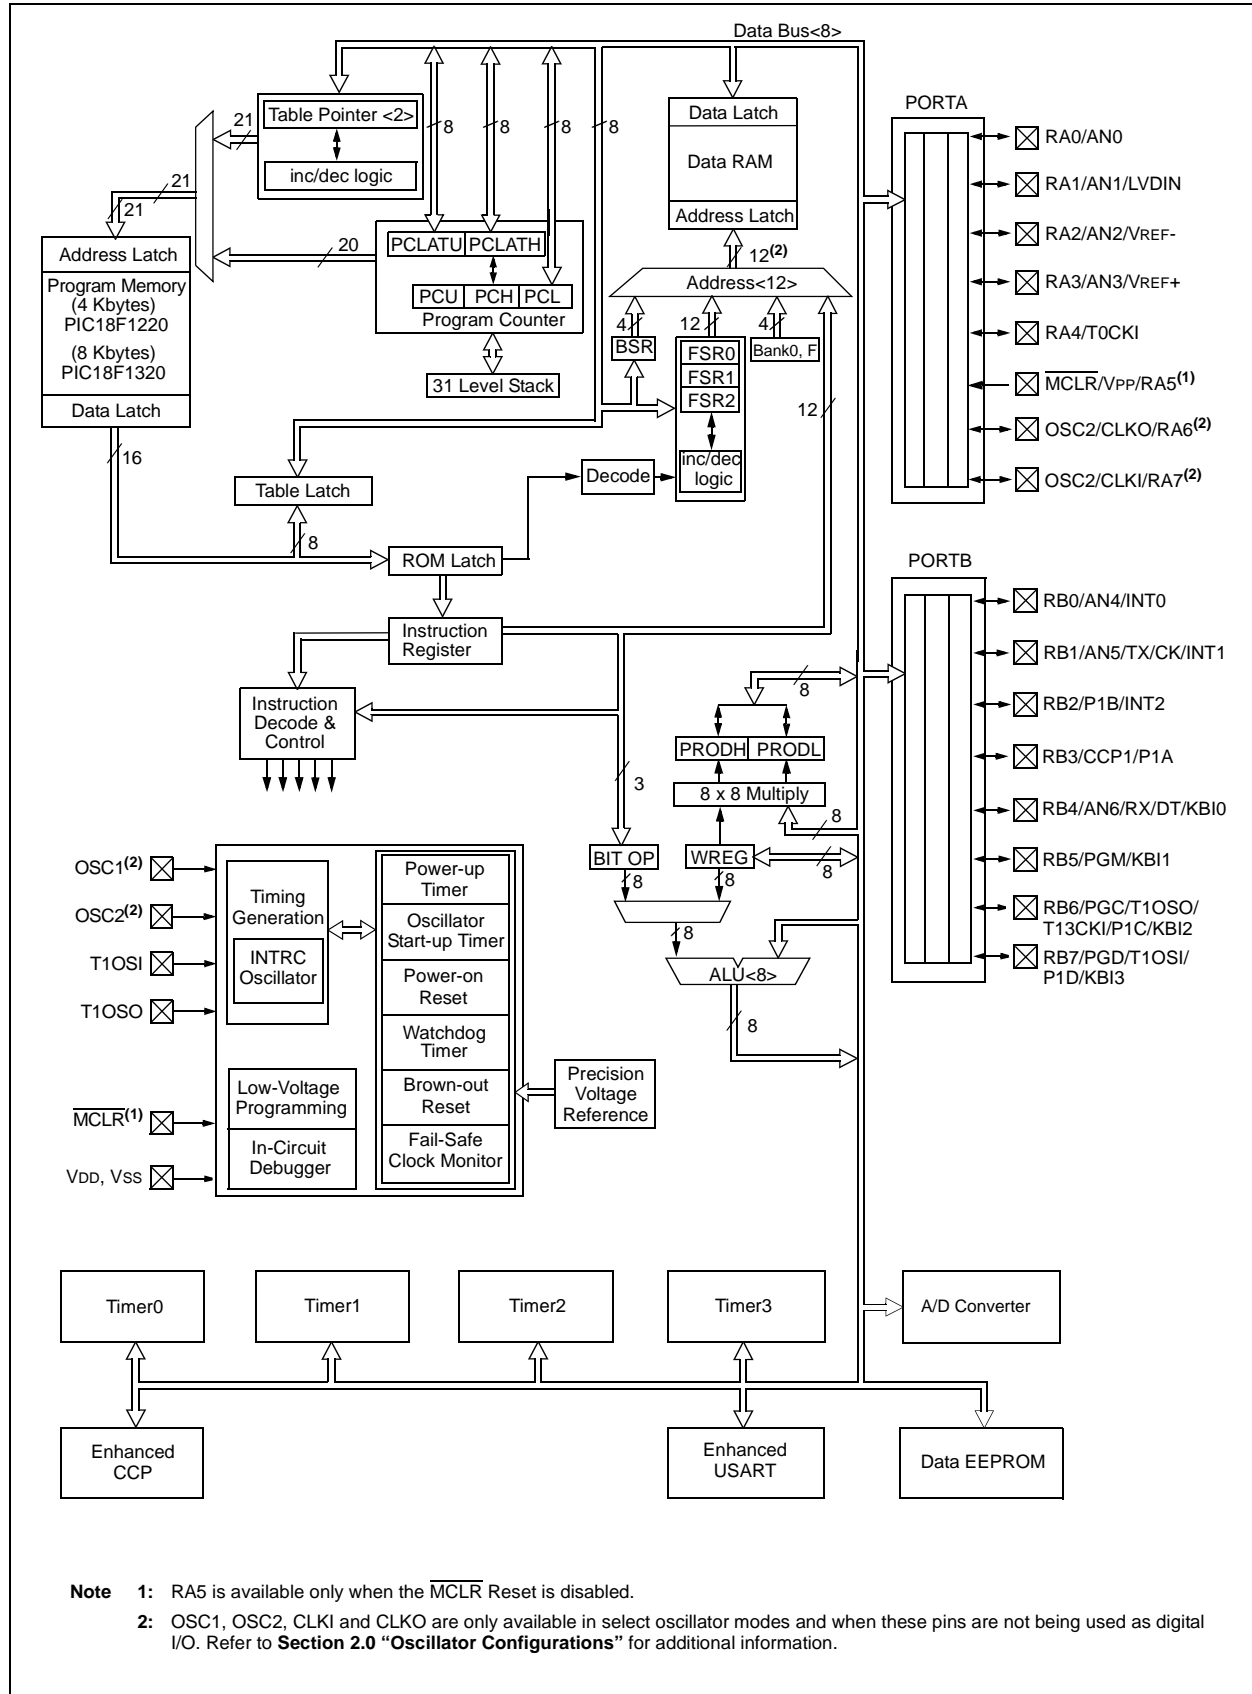 Data Bus<8>
PORTA
Table Pointer <2>
21
inc/dec logic
8
8
8
8
Data Latch
Data RAM
Address Latch
RA0/AN0
RA1/AN1/LVDIN
RA2/AN2/VREF-
RA3/AN3/VREF+
RA4/T0CKI
MCLR/VPP/RA5(1)
OSC2/CLKO/RA6(2)
OSC2/CLKI/RA7(2)
21
21
20
PCLATU PCLATH
PCU PCH PCL
Program Counter
31 Level Stack
12(2)
Address<12>
4
12
4
BSR
FSR0
FSR1
FSR2
Bank0, F
12
inc/dec
logic
Decode
Address Latch
Program Memory
(4 Kbytes)
PIC18F1220
(8 Kbytes)
PIC18F1320
Data Latch
16
Table Latch
8
ROM Latch
Instruction
Register
Instruction
Decode &
Control
PORTB
RB0/AN4/INT0
RB1/AN5/TX/CK/INT1
RB2/P1B/INT2
RB3/CCP1/P1A
RB4/AN6/RX/DT/KBI0
RB5/PGM/KBI1
RB6/PGC/T1OSO/
T13CKI/P1C/KBI2
RB7/PGD/T1OSI/
P1D/KBI3
8
PRODH PRODL
3
8 x 8 Multiply
8
BIT OP
WREG
8
8
8
8
ALU<8>
8
OSC1(2)
OSC2(2)
T1OSI
T1OSO
MCLR(1)
VDD, VSS
Timing
Generation
INTRC
Oscillator
Low-Voltage
Programming
In-Circuit
Debugger
Power-up
Timer
Oscillator
Start-up Timer
Power-on
Reset
Watchdog
Timer
Brown-out
Reset
Fail-Safe
Clock Monitor
Precision
Voltage
Reference
Timer0
Timer1
Timer2
Timer3
A/D Converter
Enhanced
CCP
Enhanced
USART
Data EEPROM
Note 1: RA5 is available only when the MCLR Reset is disabled.
2: OSC1, OSC2, CLKI and CLKO are only available in select oscillator modes and when these pins are not being used as digital
I/O. Refer to Section 2.0 “Oscillator Configurations” for additional information.